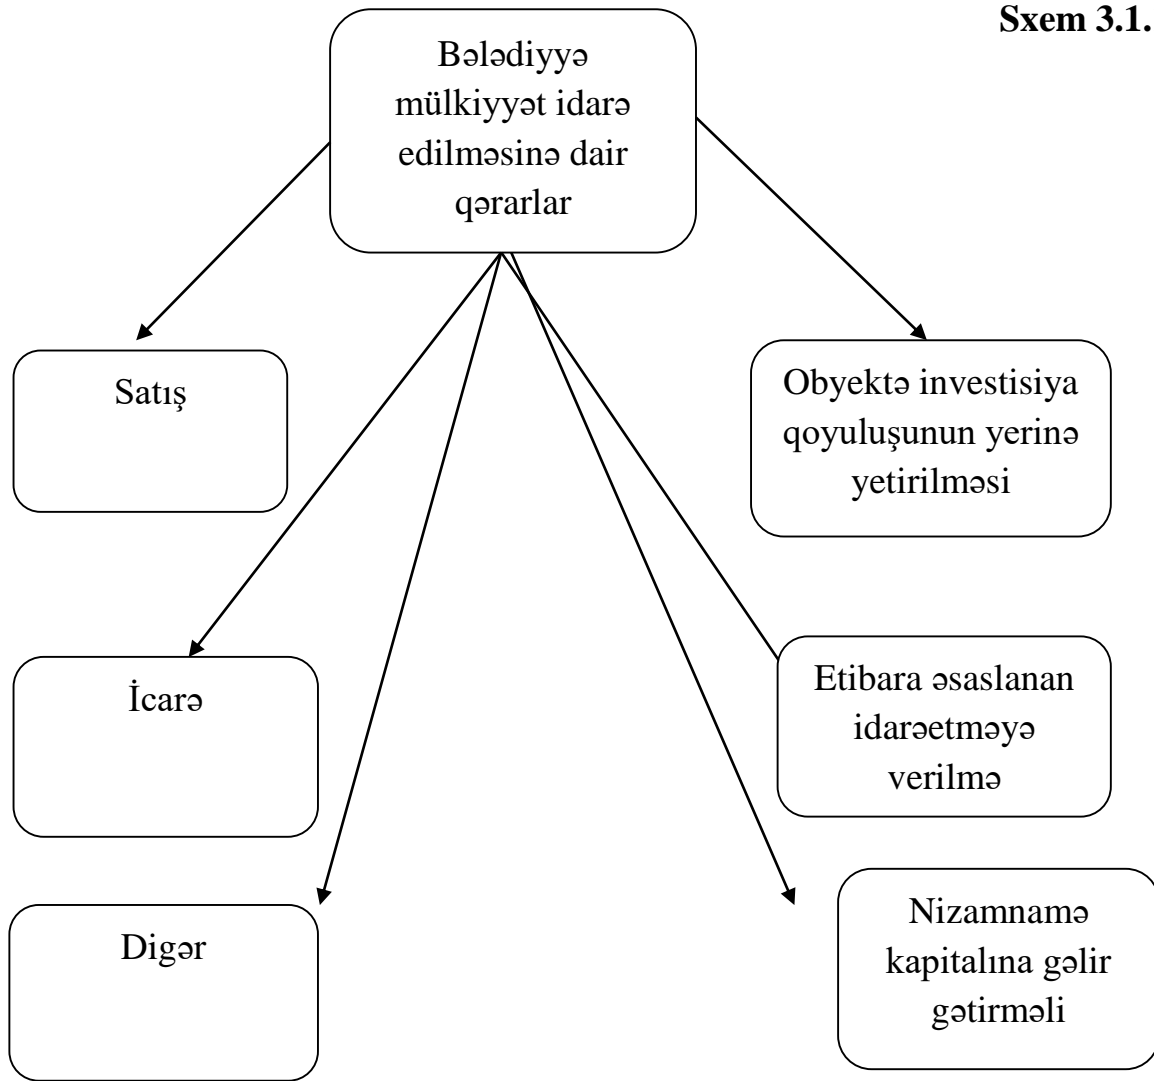 Sxem 3.1.
Bələdiyyə
mülkiyyət idarə
edilməsinə dair
qərarlar
Satış
Obyektə investisiya
qoyuluşunun yerinə
yetirilməsi
İcarə
Etibara əsaslanan
idarəetməyə
verilmə
Digər
Nizamnamə
kapitalına gəlir
gətirməli